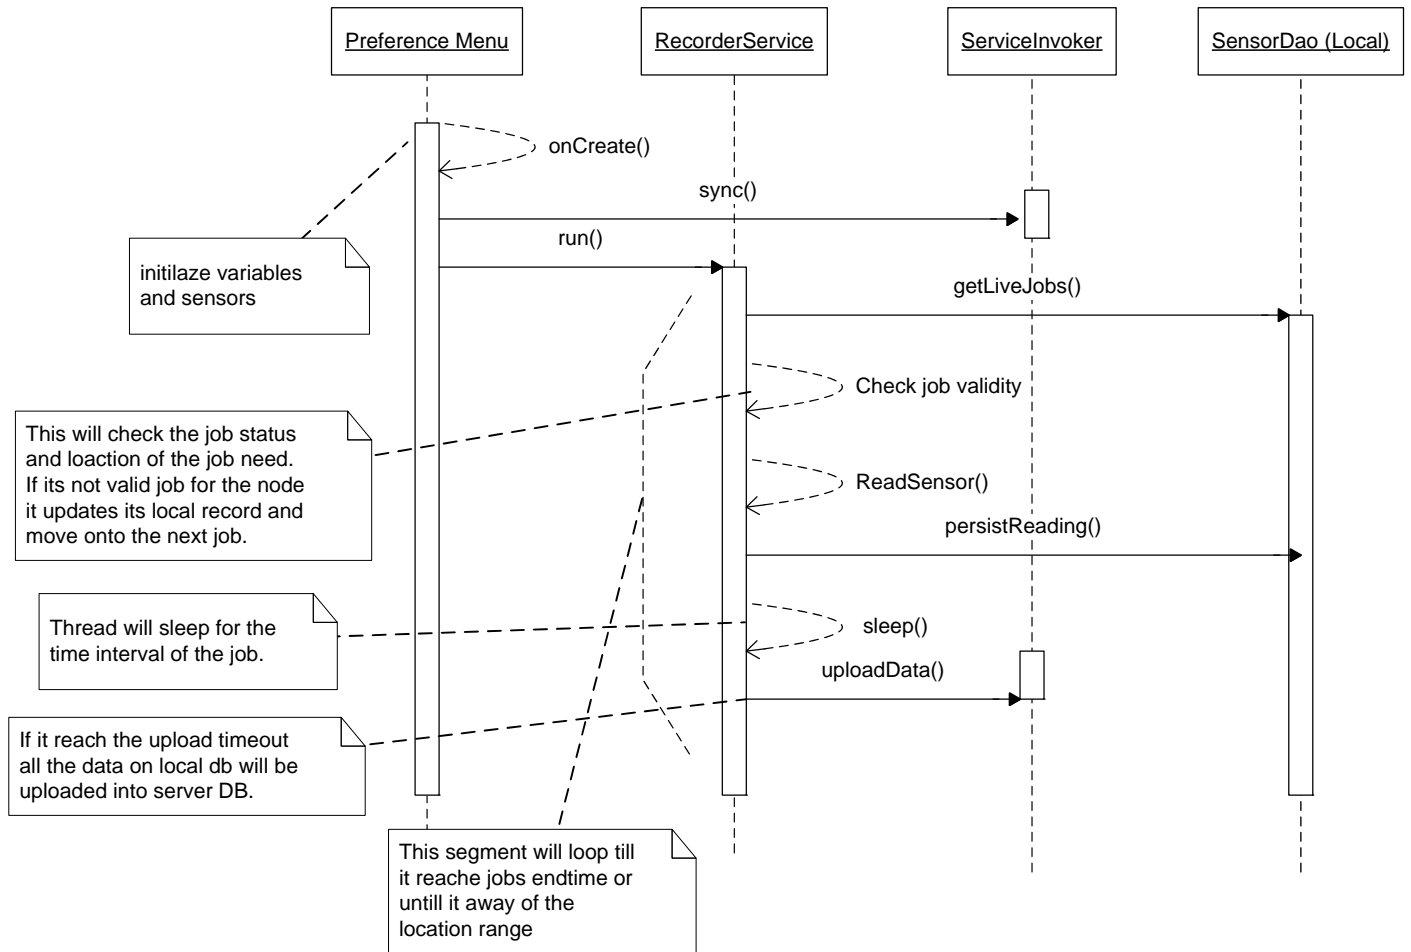 Preference Menu
RecorderService
ServiceInvoker
SensorDao (Local)
onCreate()
sync()
run()
initilaze variables
and sensors
getLiveJobs()
Check job validity
This will check the job status
and loaction of the job need.
If its not valid job for the node
it updates its local record and
move onto the next job.
ReadSensor()
persistReading()
Thread will sleep for the
time interval of the job.
sleep()
uploadData()
If it reach the upload timeout
all the data on local db will be
uploaded into server DB.
This segment will loop till
it reache jobs endtime or
untill it away of the
location range